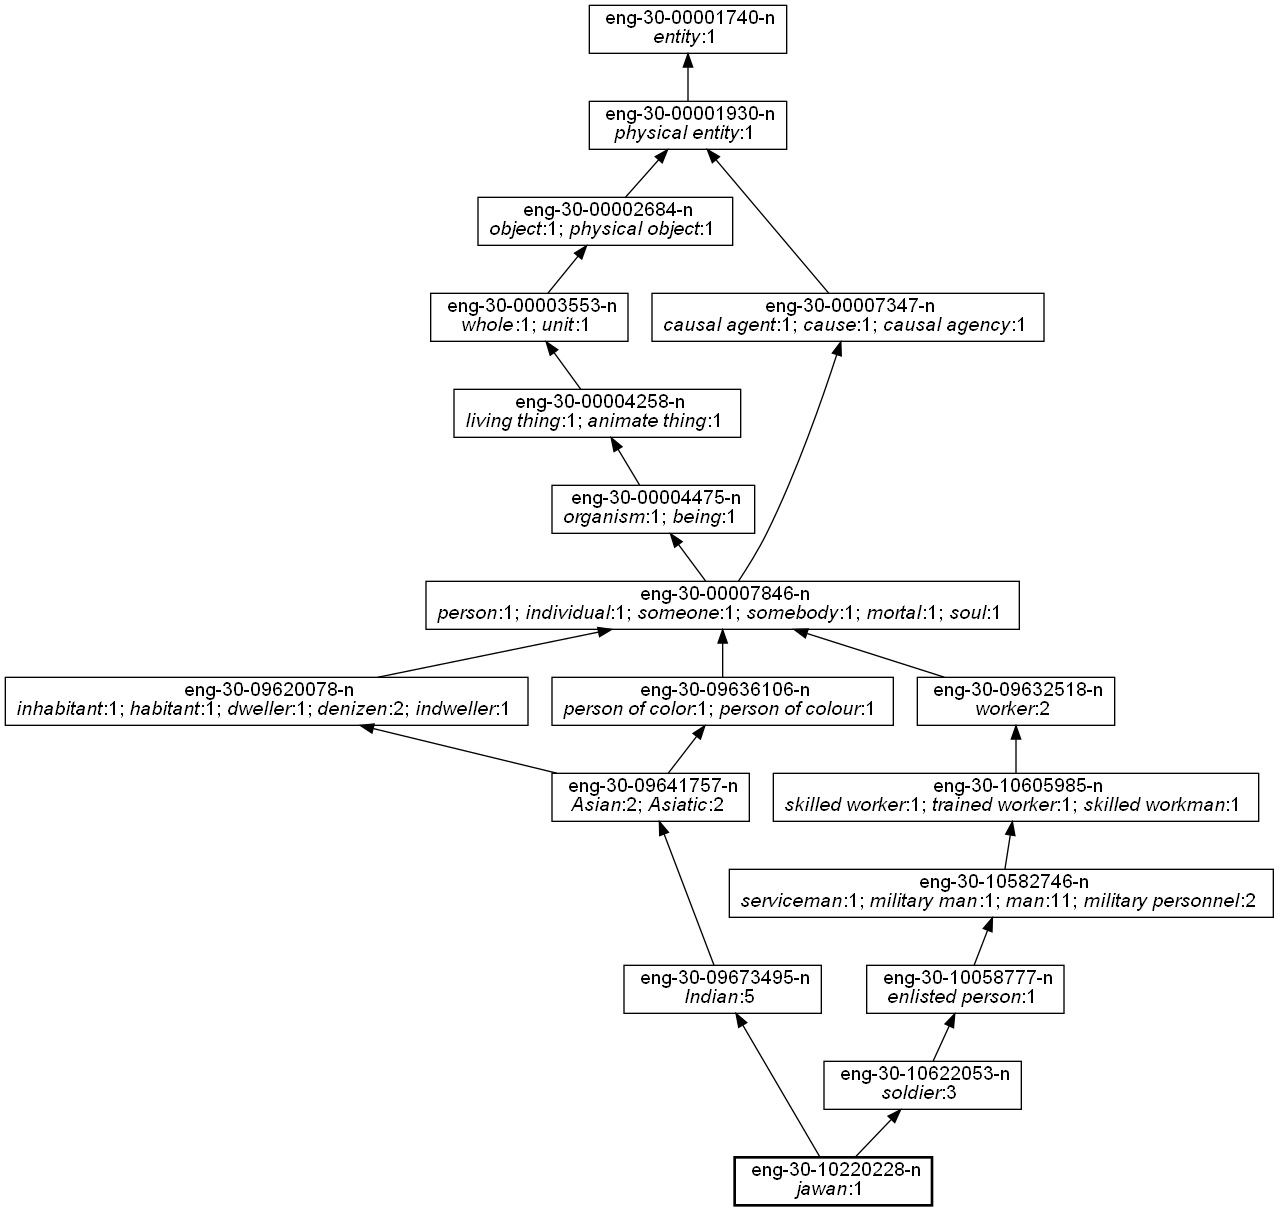 eng-30-00001740-n
entity:1
eng-30-00001930-n
physical entity:1
eng-30-00002684-n
object:1; physical object:1
eng-30-00003553-n
whole:1; unit:1
eng-30-00007347-n
causal agent:1; cause:1; causal agency:1
eng-30-00004258-n
living thing:1; animate thing:1
eng-30-00004475-n
organism:1; being:1
eng-30-00007846-n
person:1; individual:1; someone:1; somebody:1; mortal:1; soul:1
eng-30-09620078-n
inhabitant:1; habitant:1; dweller:1; denizen:2; indweller:1
eng-30-09636106-n
person of color:1; person of colour:1
eng-30-09632518-n
worker:2
eng-30-09641757-n
Asian:2; Asiatic:2
eng-30-10605985-n
skilled worker:1; trained worker:1; skilled workman:1
eng-30-10582746-n
serviceman:1; military man:1; man:11; military personnel:2
eng-30-09673495-n
Indian:5
eng-30-10058777-n
enlisted person:1
eng-30-10622053-n
soldier:3
eng-30-10220228-n
jawan:1